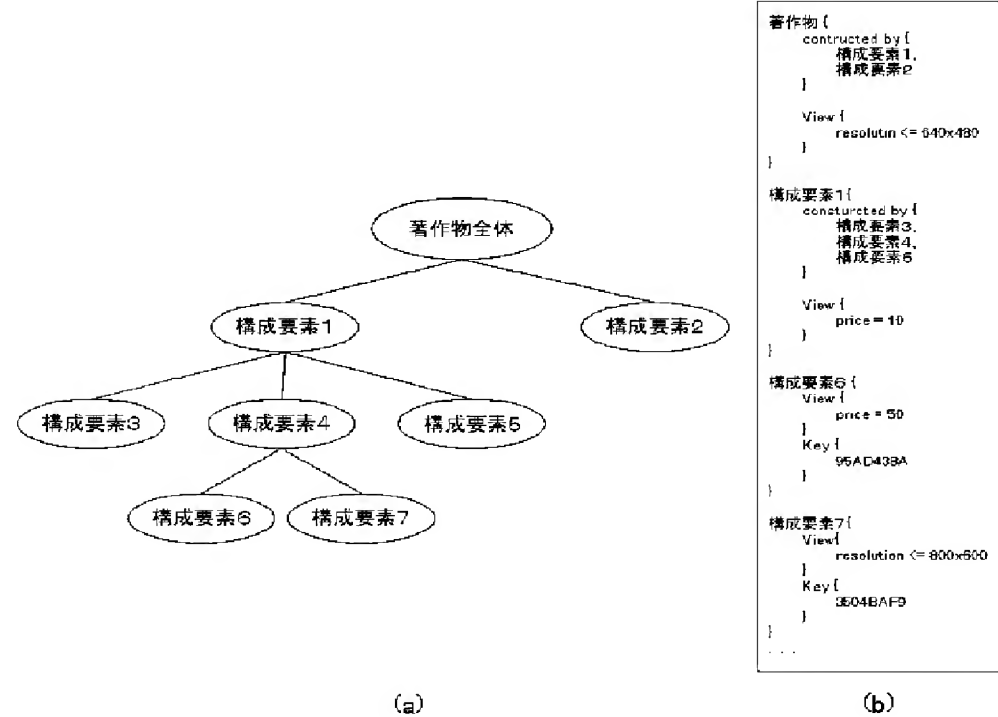 著作物全体
構成要素1
構成要素2
構成要素3
構成要素4
構成要素5
構成要素6
構成要素7
(a)
著作物 {
contructed by {
構成要素1,
構成要素2
}
View {
resolutin <= 640x480
}
}
構成要素1{
consturcted by {
構成要素3,
構成要素4,
構成要素5
}
View {
price = 10
}
}
構成要素6 {
View {
price = 50
}
Key {
95AD438A
}
}
構成要素7{
View{
resolution <= 800x600
}
Key {
3504BAF9
}
}
. . .
(b)